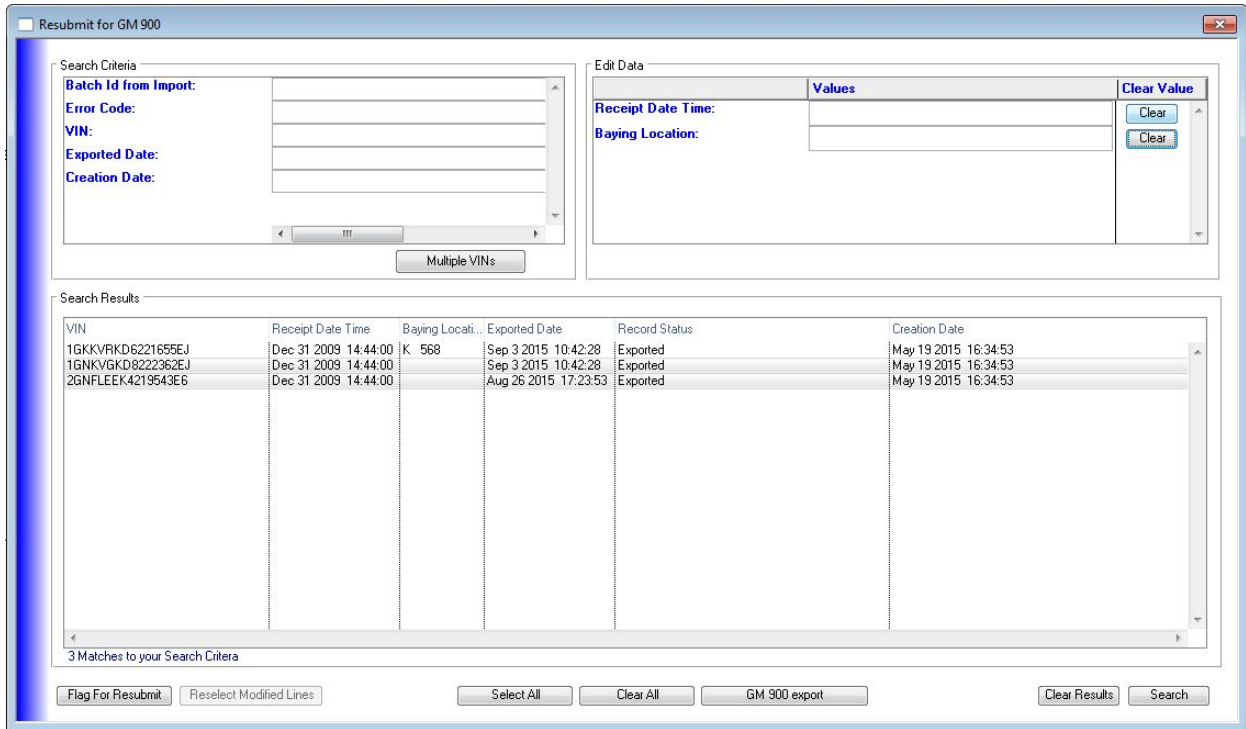 Resubmit for GM 900
Search Criteria
Batch Id from Import:
Error Code:
VIN:
Exported Date:
Creation Date:
Multiple VINs
Edit Data
Values Clear Value
Receipt Date Time: Clear
Baying Location: Clear
Search Results
VIN Receipt Date Time Baying Locati... Exported Date Record Status Creation Date
1GKKVRKD6221655EJ Dec 31 2009 14:44:00 K 568 Sep 3 2015 10:42:28 Exported May 19 2015 16:34:53
1GNKVGKD8222362EJ Dec 31 2009 14:44:00 Sep 3 2015 10:42:28 Exported May 19 2015 16:34:53
2GNFLEEK4219543E6 Dec 31 2009 14:44:00 Aug 26 2015 17:23:53 Exported May 19 2015 16:34:53
3 Matches to your Search Critera
Flag For Resubmit Reselect Modified Lines Select All Clear All GM 900 export Clear Results Search